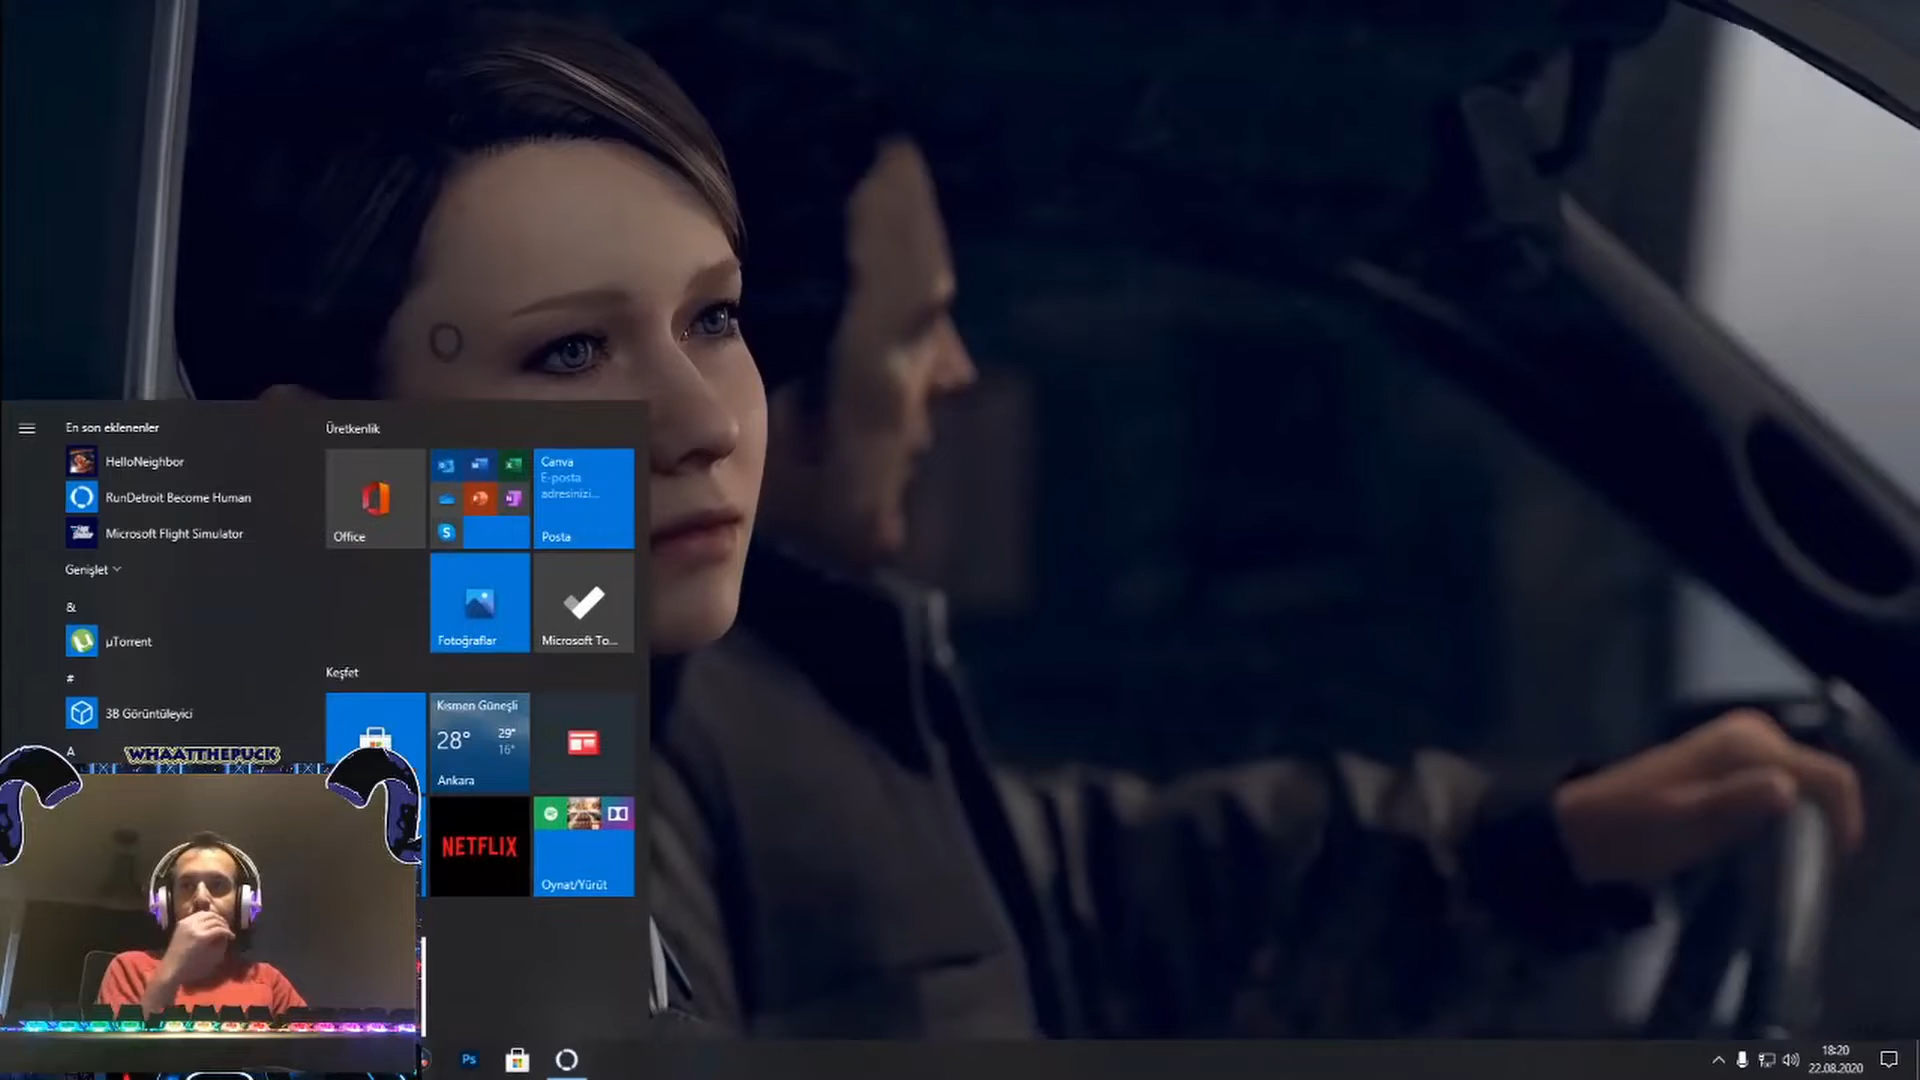 En son eklenenler
HelloNeighbor
RunDetroit Become Human
Microsoft Flight Simulator
Genişlet
&
µTorrent
#
3B Görüntüleyici
A
Üretkenlik
Office
Canva
E-posta
adresinizi...
Posta
Fotoğraflar
Microsoft To...
Keşfet
Kısmen Güneşli
28°
29°
16°
Ankara
NETFLIX
Oynat/Yürüt
WHAATTHEPUCK
Ps
18:20
22.08.2020